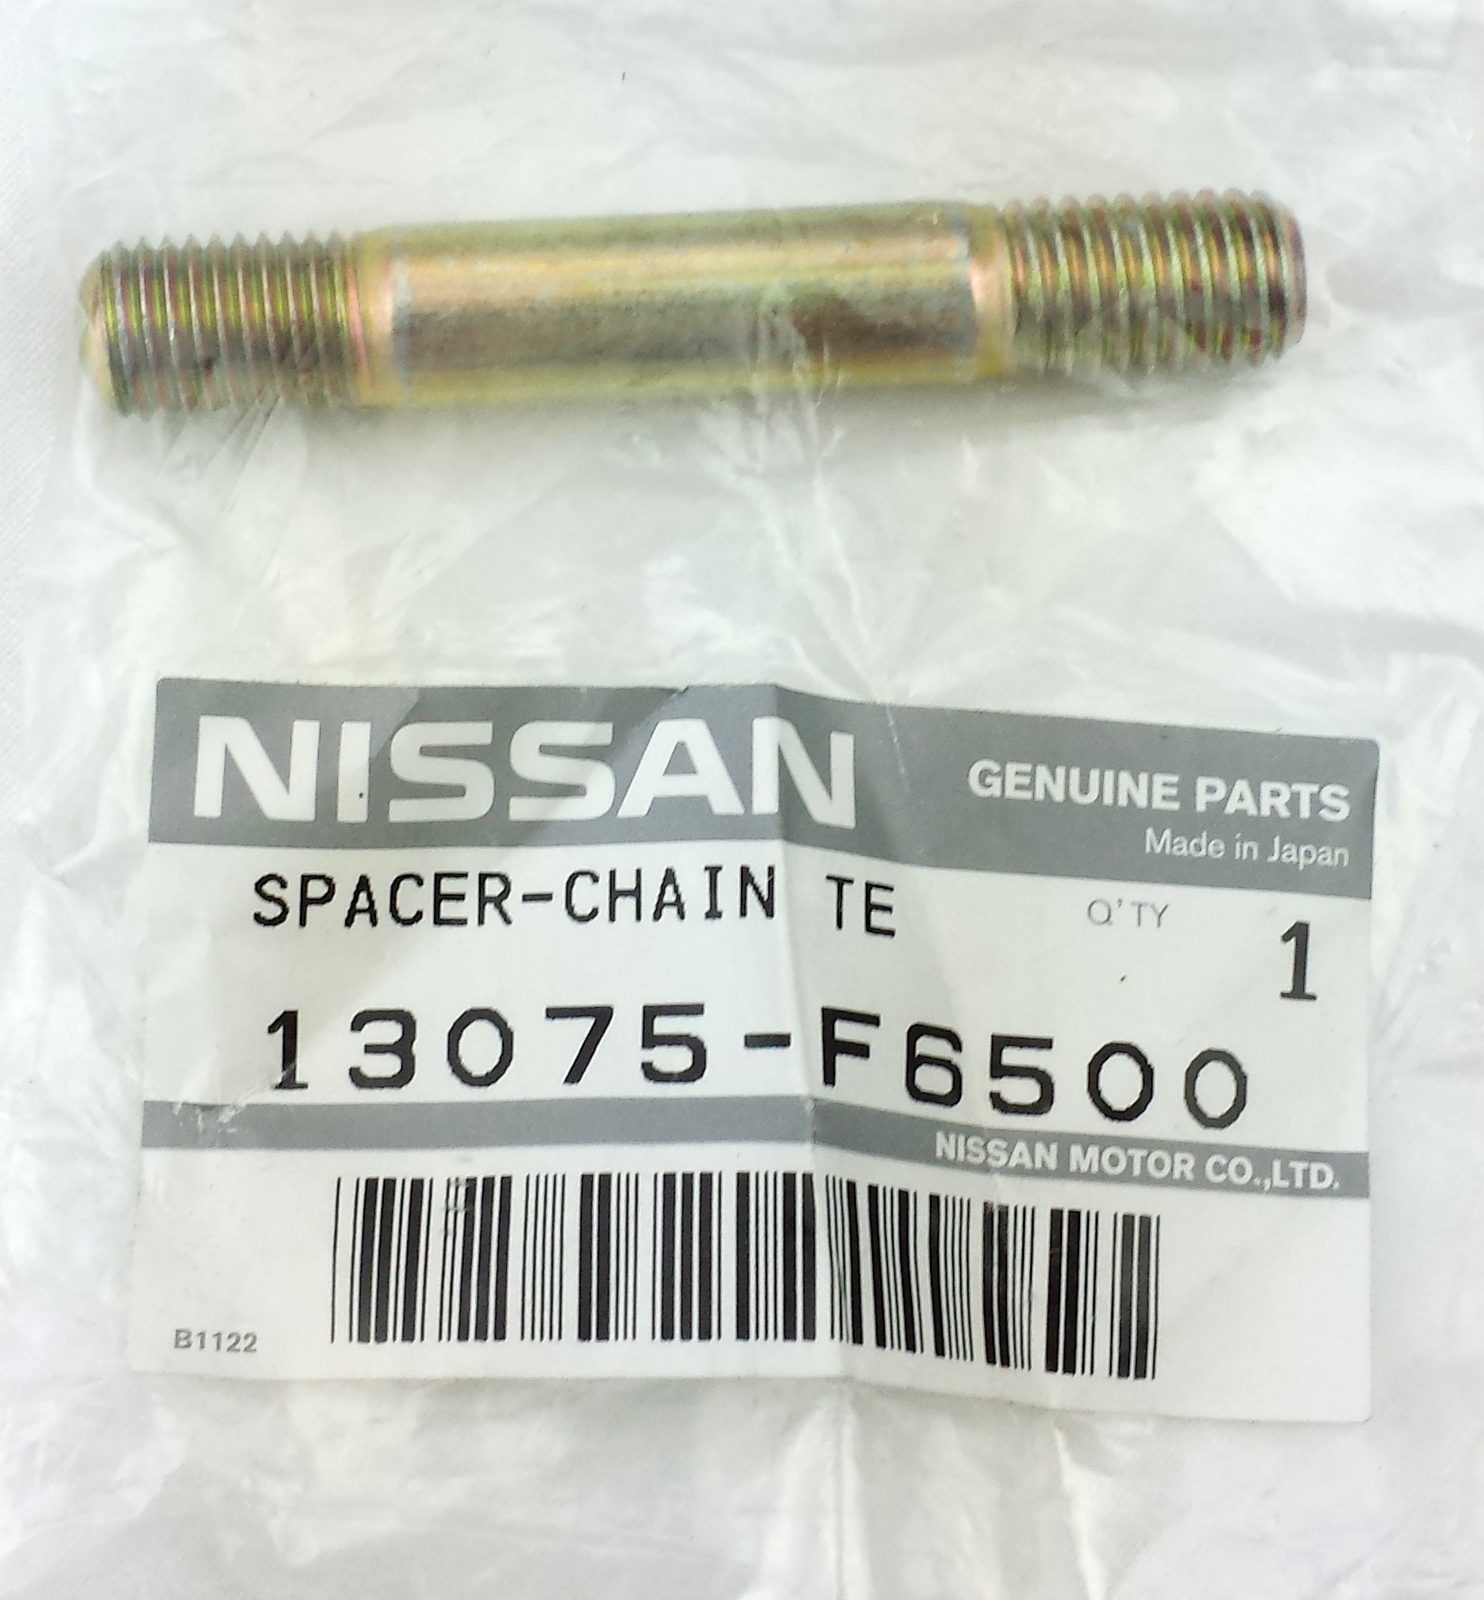 NISSAN
GENUINE PARTS
Made in Japan
SPACER-CHAIN TE
Q'TY 1
13075-F6500
NISSAN MOTOR CO.,LTD.
B1122